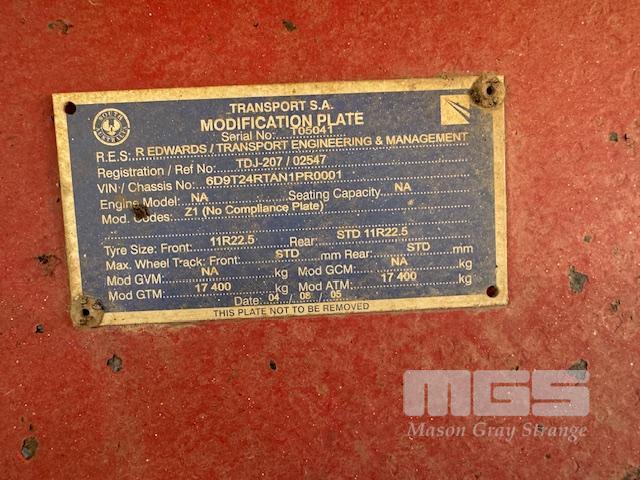 TRANSPORT S.A.
MODIFICATION PLATE
Serial No: T05041
R.E.S. R EDWARDS / TRANSPORT ENGINEERING & MANAGEMENT
Registration / Ref No: TDJ-207 / 02547
VIN / Chassis No: 6D9T24RTAN1PR0001
Engine Model: NA Seating Capacity NA
Mod. Codes: Z1 (No Compliance Plate)
Tyre Size: Front: 11R22.5 Rear: STD 11R22.5
Max. Wheel Track: Front: STD mm Rear: STD mm
Mod GVM: NA kg Mod GCM: NA kg
Mod GTM: 17 400 kg Mod ATM: 17 400 kg
Date: 04 / 08 / 05
THIS PLATE NOT TO BE REMOVED
MGS
Mason Gray Strange